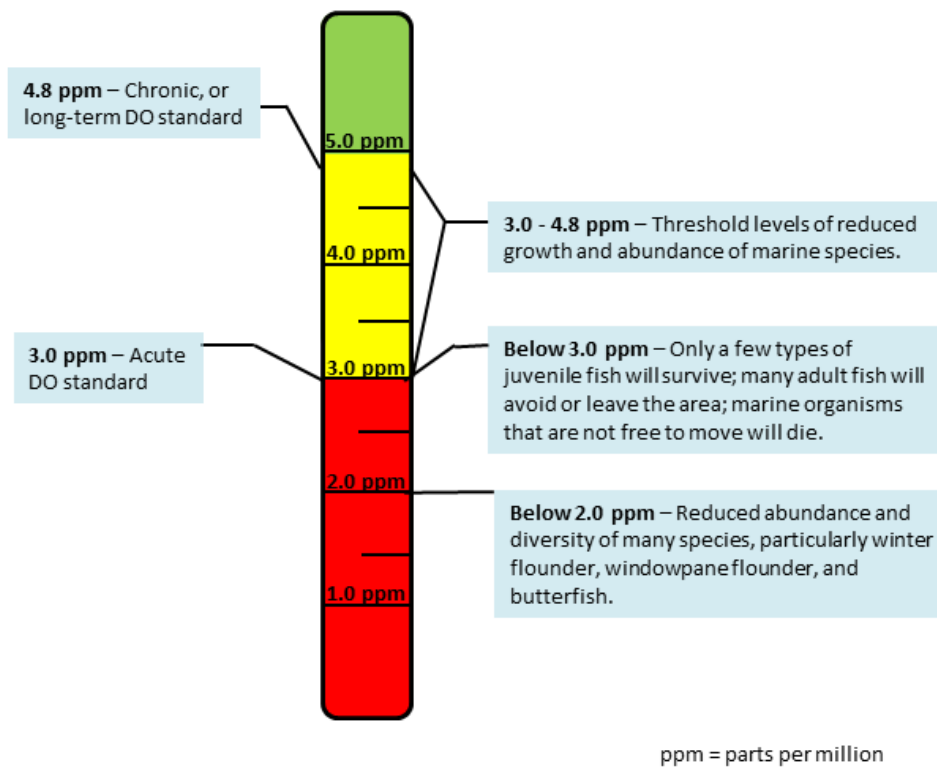 4.8 ppm – Chronic, or
long-term DO standard
5.0 ppm
3.0 - 4.8 ppm – Threshold levels of reduced
growth and abundance of marine species.
4.0 ppm
3.0 ppm – Acute
DO standard
3.0 ppm
Below 3.0 ppm – Only a few types of
juvenile fish will survive; many adult fish will
avoid or leave the area; marine organisms
that are not free to move will die.
2.0 ppm
Below 2.0 ppm – Reduced abundance and
diversity of many species, particularly winter
flounder, windowpane flounder, and
butterfish.
1.0 ppm
ppm = parts per million